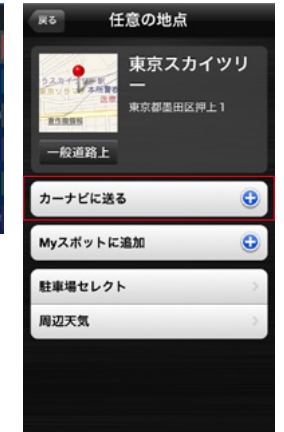 戻る
任意の地点
東京スカイツリ
ー
東京都墨田区押上1
一般道路上
カーナビに送る
Myスポットに追加
駐車場セレクト
周辺天気